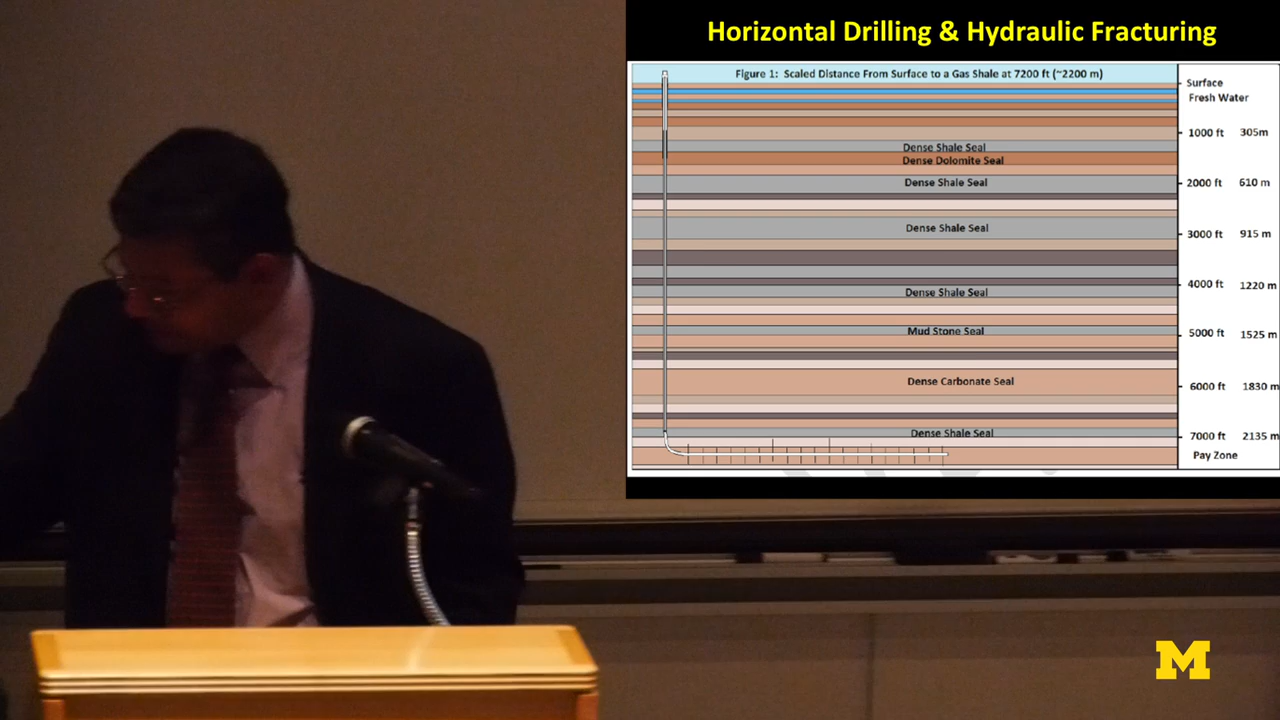 Horizontal Drilling & Hydraulic Fracturing
Figure 1: Scaled Distance From Surface to a Gas Shale at 7200 ft (~2200 m)
Surface
Fresh Water
1000 ft 305m
Dense Shale Seal
Dense Dolomite Seal
Dense Shale Seal
2000 ft 610 m
Dense Shale Seal
3000 ft 915 m
4000 ft 1220 m
Dense Shale Seal
Mud Stone Seal
5000 ft 1525 m
Dense Carbonate Seal
6000 ft 1830 m
Dense Shale Seal
7000 ft 2135 m
Pay Zone
M